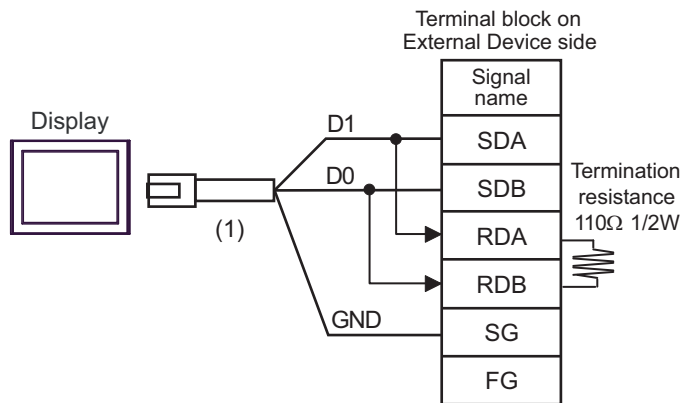 Terminal block on
External Device side
Signal
name
Display
D1
SDA
D0
SDB
Termination
resistance
110Ω 1/2W
(1)
RDA
RDB
GND
SG
FG